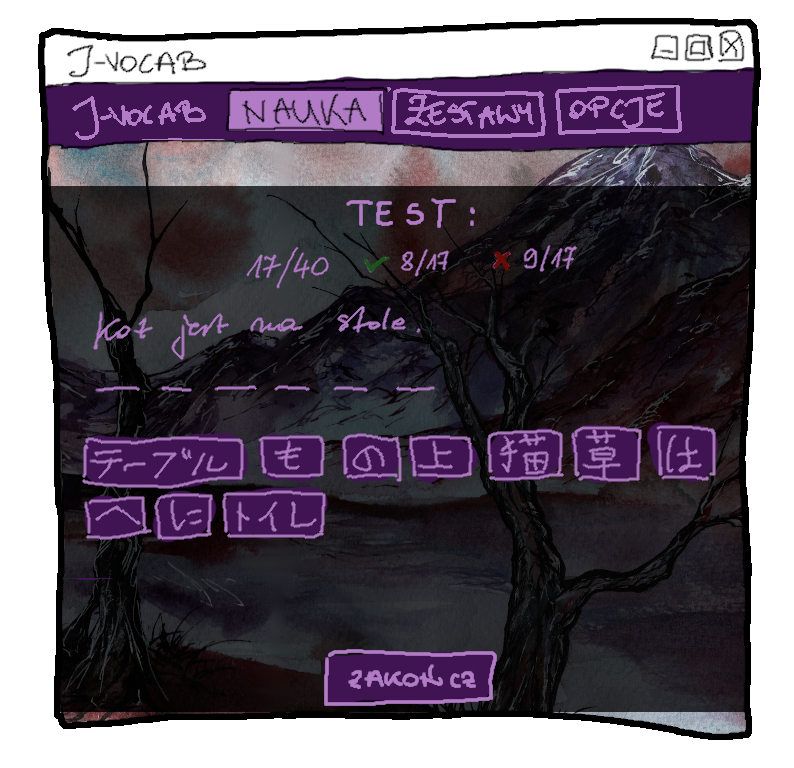 J-VOCAB
J-VOCAB NAUKA ZESTAWY OPCJE
TEST:
17/40 ✓ 8/17 ✗ 9/17
Kot jest na stole.
テーブル も の 上 猫 草 は
へ に トイレ
ZAKOŃCZ